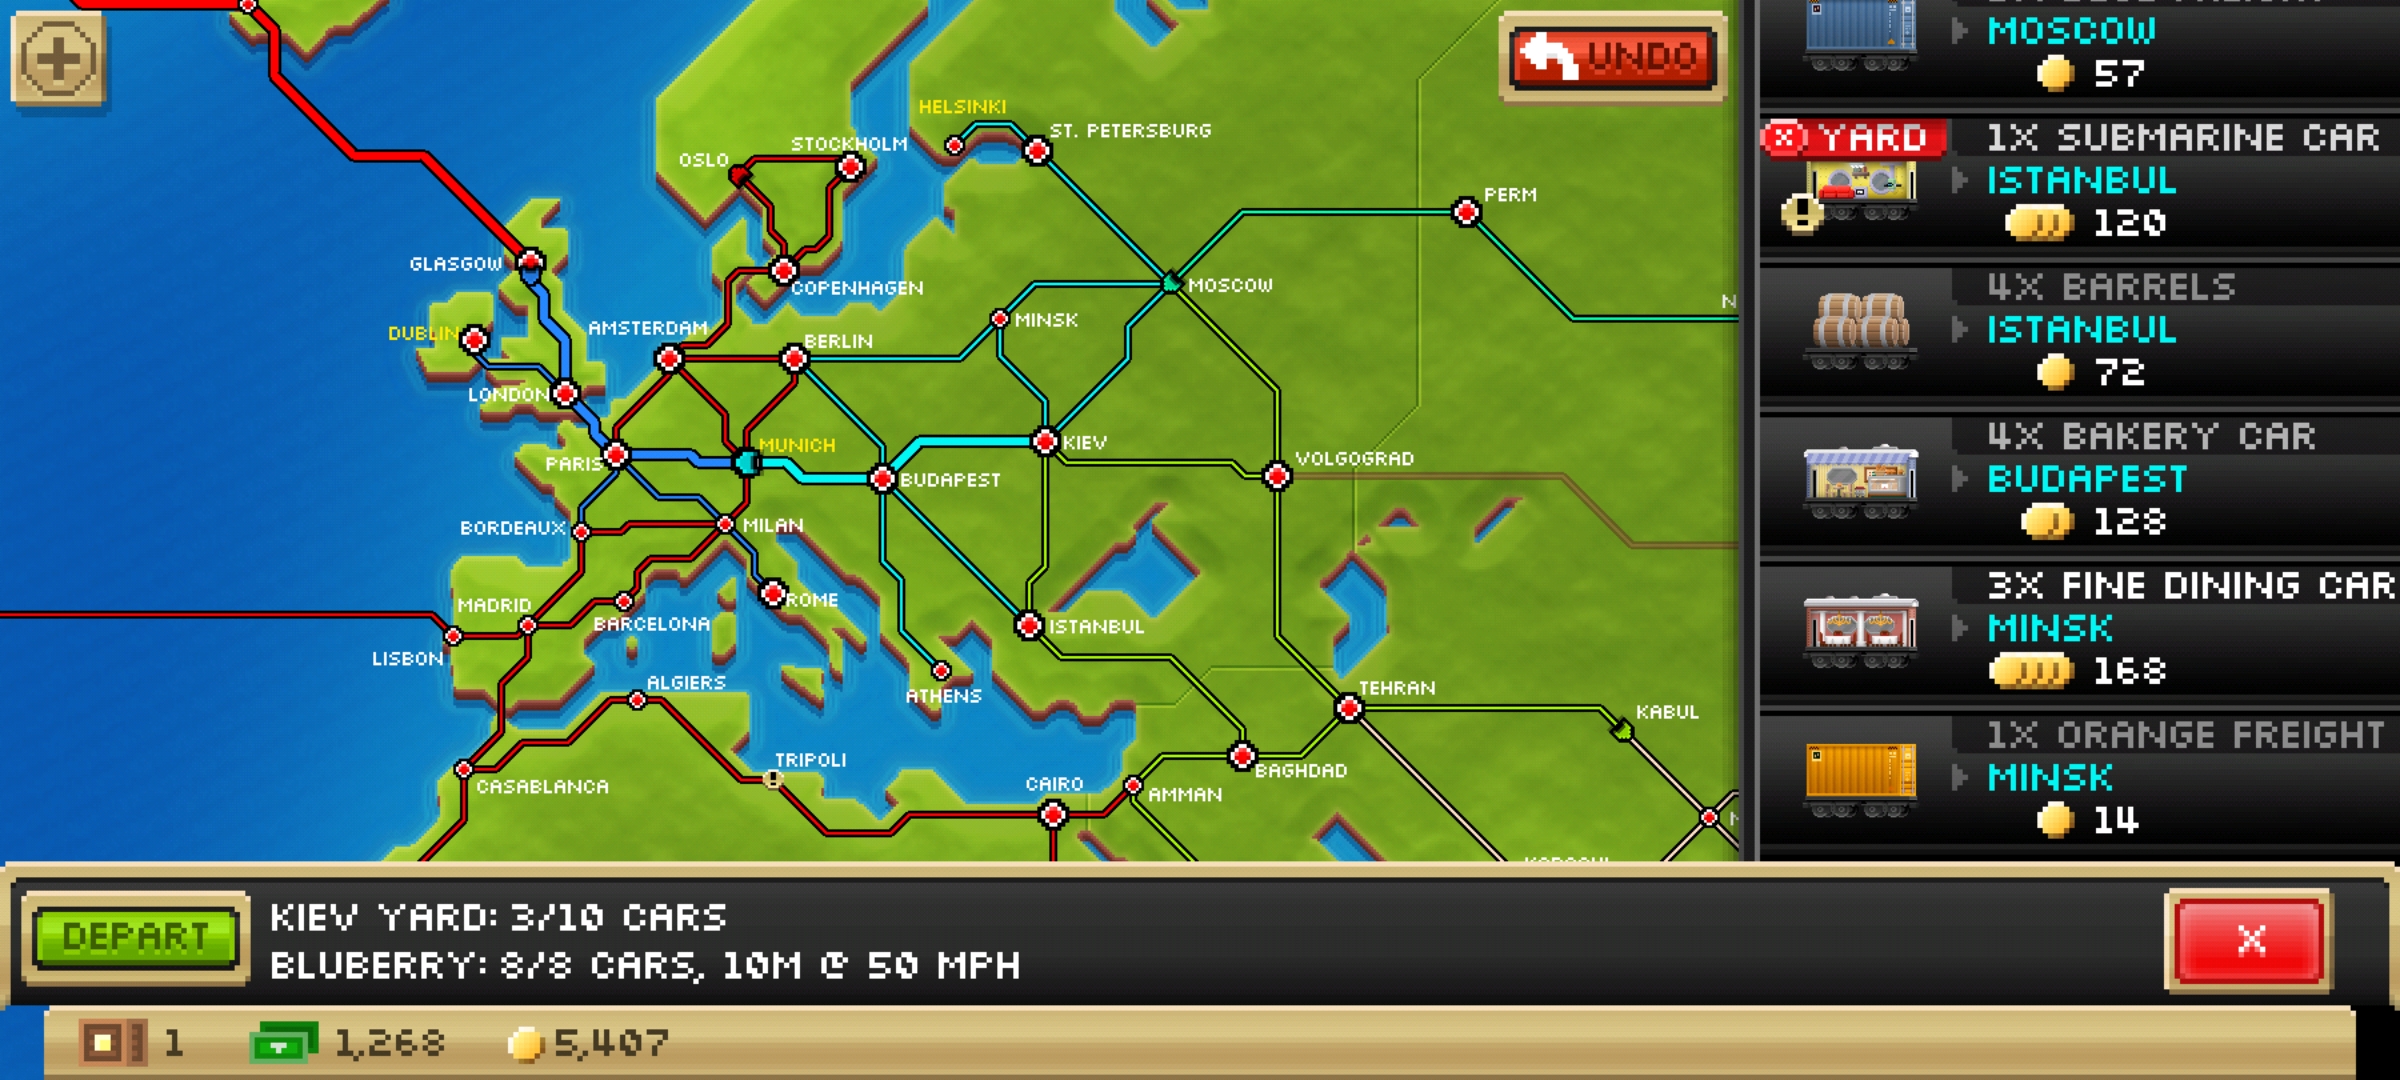 UNDO
MOSCOW
57
YARD
1X SUBMARINE CAR
ISTANBUL
120
4X BARRELS
ISTANBUL
72
4X BAKERY CAR
BUDAPEST
128
3X FINE DINING CAR
MINSK
168
1X ORANGE FREIGHT
MINSK
14
HELSINKI
ST. PETERSBURG
STOCKHOLM
OSLO
PERM
GLASGOW
COPENHAGEN
MOSCOW
MINSK
AMSTERDAM
DUBLIN
BERLIN
LONDON
MUNICH
KIEV
VOLGOGRAD
PARIS
BUDAPEST
BORDEAUX
MILAN
ROME
MADRID
BARCELONA
ISTANBUL
LISBON
ALGIERS
ATHENS
TEHRAN
KABUL
TRIPOLI
BAGHDAD
CASABLANCA
CAIRO
AMMAN
DEPART
KIEV YARD: 3/10 CARS
BLUBERRY: 8/8 CARS, 10M @ 50 MPH
X
1
1,268
5,407